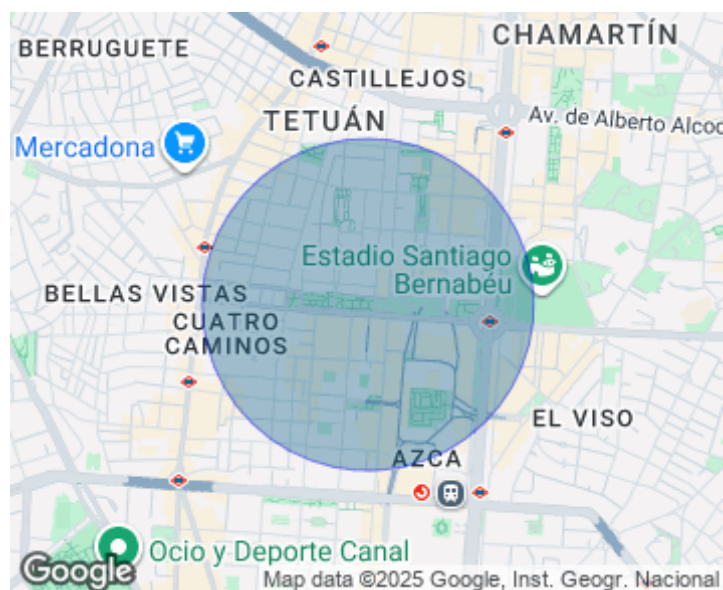 BERRUGUETE
CHAMARTÍN
CASTILLEJOS
TETUÁN
Av. de Alberto Alcoc
Mercadona
Estadio Santiago
Bernabéu
BELLAS VISTAS
CUATRO
CAMINOS
EL VISO
AZCA
Ocio y Deporte Canal
Google
Map data ©2025 Google, Inst. Geogr. Nacional